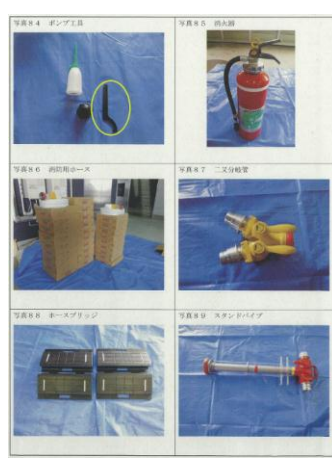 写真84 ポンプ工具
写真85 消火器
写真86 消防用ホース
写真87 二又分岐管
写真88 ホースブリッジ
写真89 スタンドパイプ